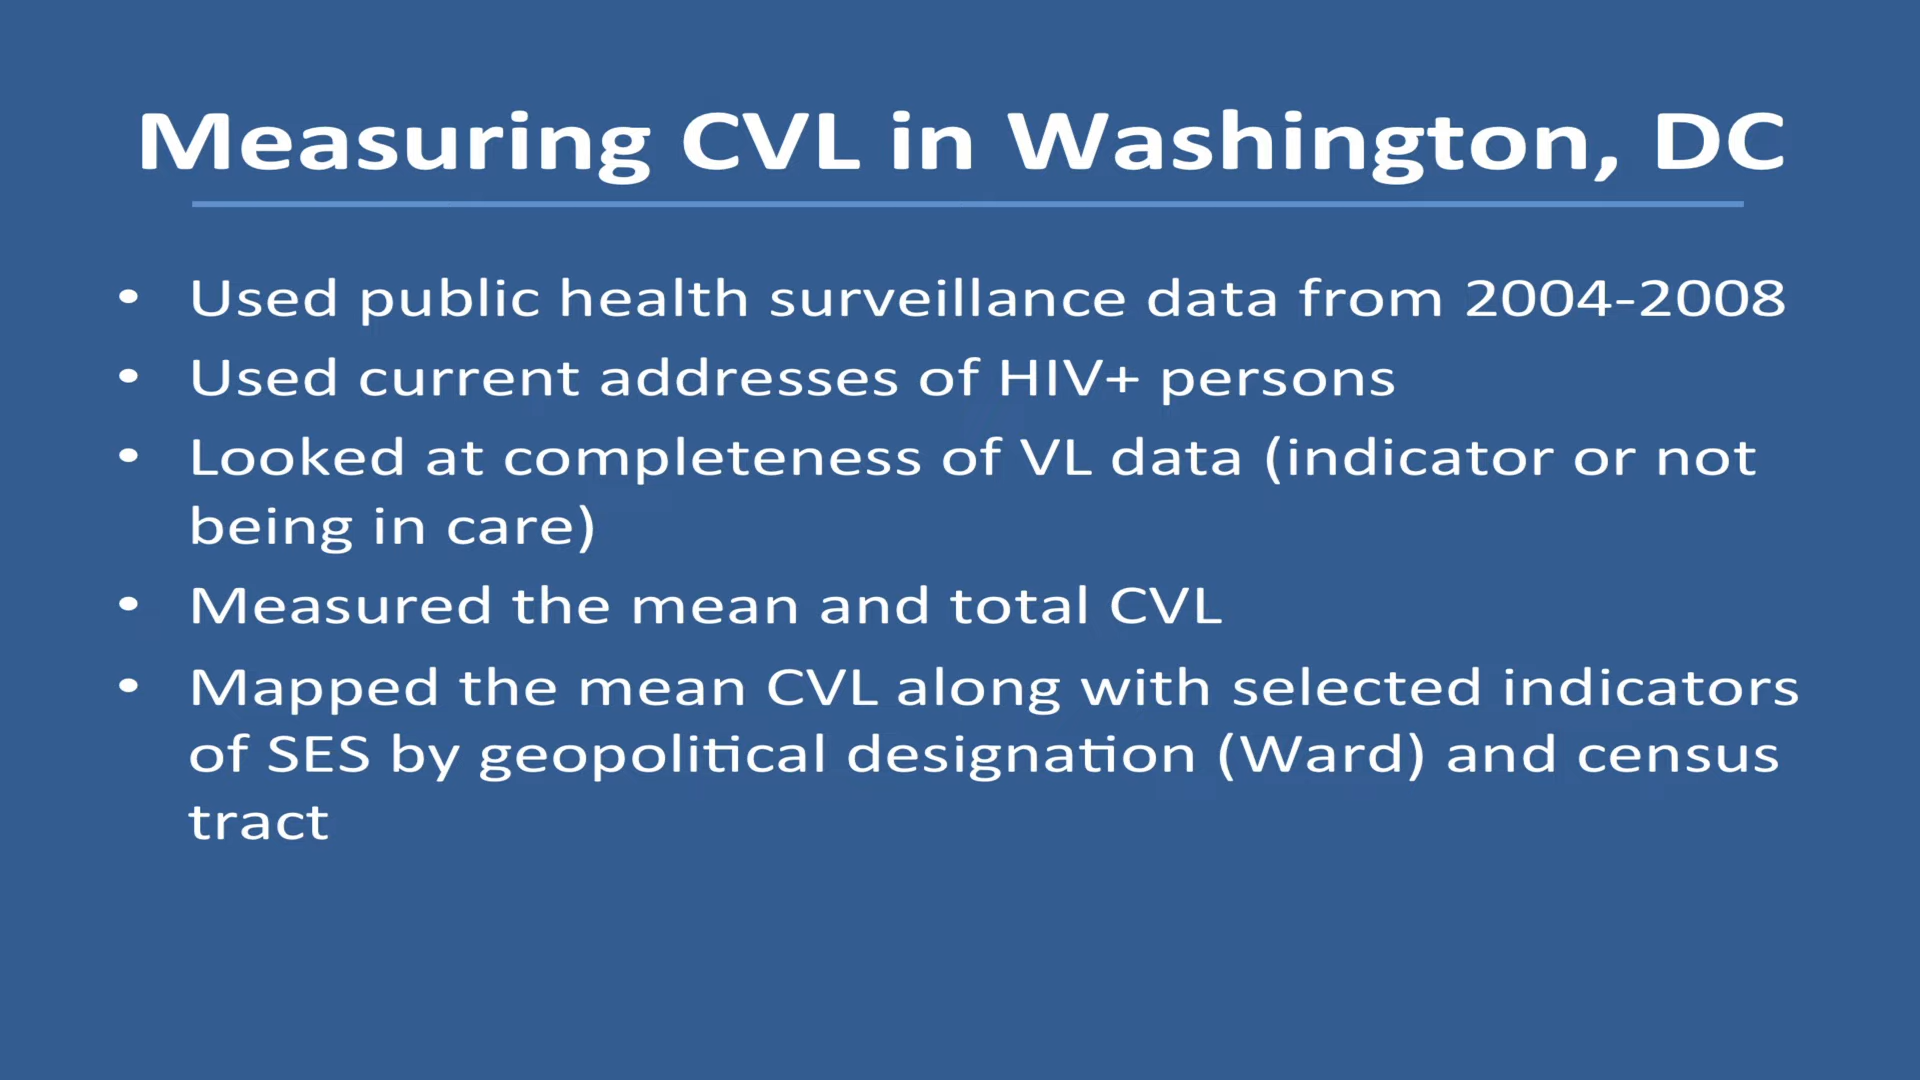 Measuring CVL in Washington, DC
• Used public health surveillance data from 2004-2008
• Used current addresses of HIV+ persons
• Looked at completeness of VL data (indicator or not
being in care)
• Measured the mean and total CVL
• Mapped the mean CVL along with selected indicators
of SES by geopolitical designation (Ward) and census
tract